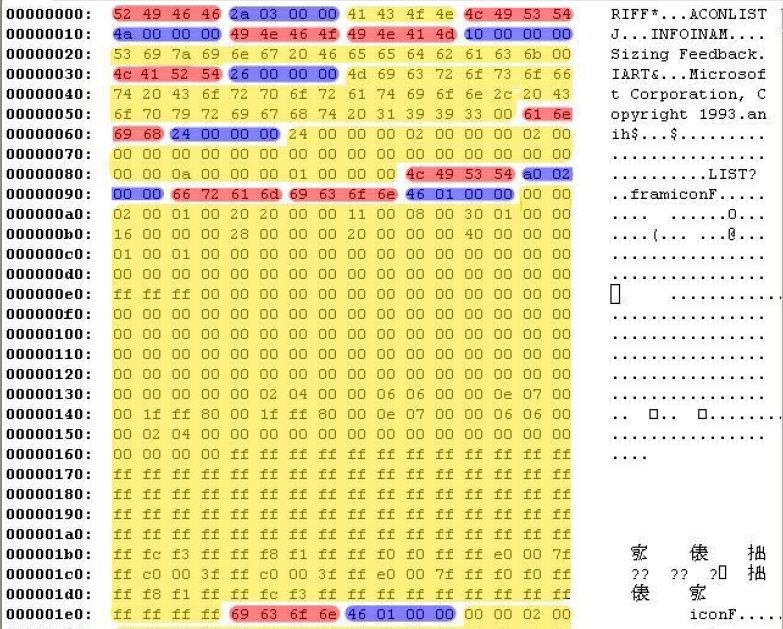 00000000: 52 49 46 46 2a 03 00 00 41 43 4f 4e 4c 49 53 54 RIFF*...ACONLIST
00000010: 4a 00 00 00 49 4e 46 4f 49 4e 41 4d 10 00 00 00 J...INFOINAM....
00000020: 53 69 7a 69 6e 67 20 46 65 65 64 62 61 63 6b 00 Sizing Feedback.
00000030: 4c 41 52 54 26 00 00 00 4d 69 63 72 6f 73 6f 66 IART&...Microsof
00000040: 74 20 43 6f 72 70 6f 72 61 74 69 6f 6e 2c 20 43 t Corporation, C
00000050: 6f 70 79 72 69 67 68 74 20 31 39 39 33 00 61 6e opyright 1993.an
00000060: 69 68 24 00 00 00 24 00 00 00 02 00 00 00 02 00 ih$...$.........
00000070: 00 00 00 00 00 00 00 00 00 00 00 00 00 00 00 00 ................
00000080: 00 00 0a 00 00 00 01 00 00 00 4c 49 53 54 a0 02 ..........LIST?
00000090: 00 00 66 72 61 6d 69 63 6f 6e 46 01 00 00 00 00 ..framiconF.....
000000a0: 02 00 01 00 20 20 00 00 11 00 08 00 30 01 00 00 .... ......0...
000000b0: 16 00 00 00 28 00 00 00 20 00 00 00 40 00 00 00 ....(... ...@...
000000c0: 01 00 01 00 00 00 00 00 00 00 00 00 00 00 00 00 ................
000000d0: 00 00 00 00 00 00 00 00 00 00 00 00 00 00 00 00 ................
000000e0: ff ff ff 00 00 00 00 00 00 00 00 00 00 00 00 00 ............
000000f0: 00 00 00 00 00 00 00 00 00 00 00 00 00 00 00 00 ................
00000100: 00 00 00 00 00 00 00 00 00 00 00 00 00 00 00 00 ................
00000110: 00 00 00 00 00 00 00 00 00 00 00 00 00 00 00 00 ................
00000120: 00 00 00 00 00 00 00 00 00 00 00 00 00 00 00 00 ................
00000130: 00 00 00 00 00 02 04 00 00 06 06 00 00 0e 07 00 ................
00000140: 00 1f ff 80 00 1f ff 80 00 0e 07 00 00 06 06 00 .. □.. □........
00000150: 00 02 04 00 00 00 00 00 00 00 00 00 00 00 00 00 ................
00000160: 00 00 00 00 ff ff ff ff ff ff ff ff ff ff ff ff ....
00000170: ff ff ff ff ff ff ff ff ff ff ff ff ff ff ff ff
00000180: ff ff ff ff ff ff ff ff ff ff ff ff ff ff ff ff
00000190: ff ff ff ff ff ff ff ff ff ff ff ff ff ff ff ff
000001a0: ff ff ff ff ff ff ff ff ff ff ff ff ff ff ff ff
000001b0: ff fc f3 ff ff f8 f1 ff ff f0 f0 ff ff e0 00 7f
000001c0: ff c0 00 3f ff c0 00 3f ff e0 00 7f ff f0 f0 ff ?? ?? ?
000001d0: ff f8 f1 ff ff fc f3 ff ff ff ff ff ff ff ff ff
000001e0: ff ff ff ff 69 63 6f 6e 46 01 00 00 00 00 02 00 iconF.....